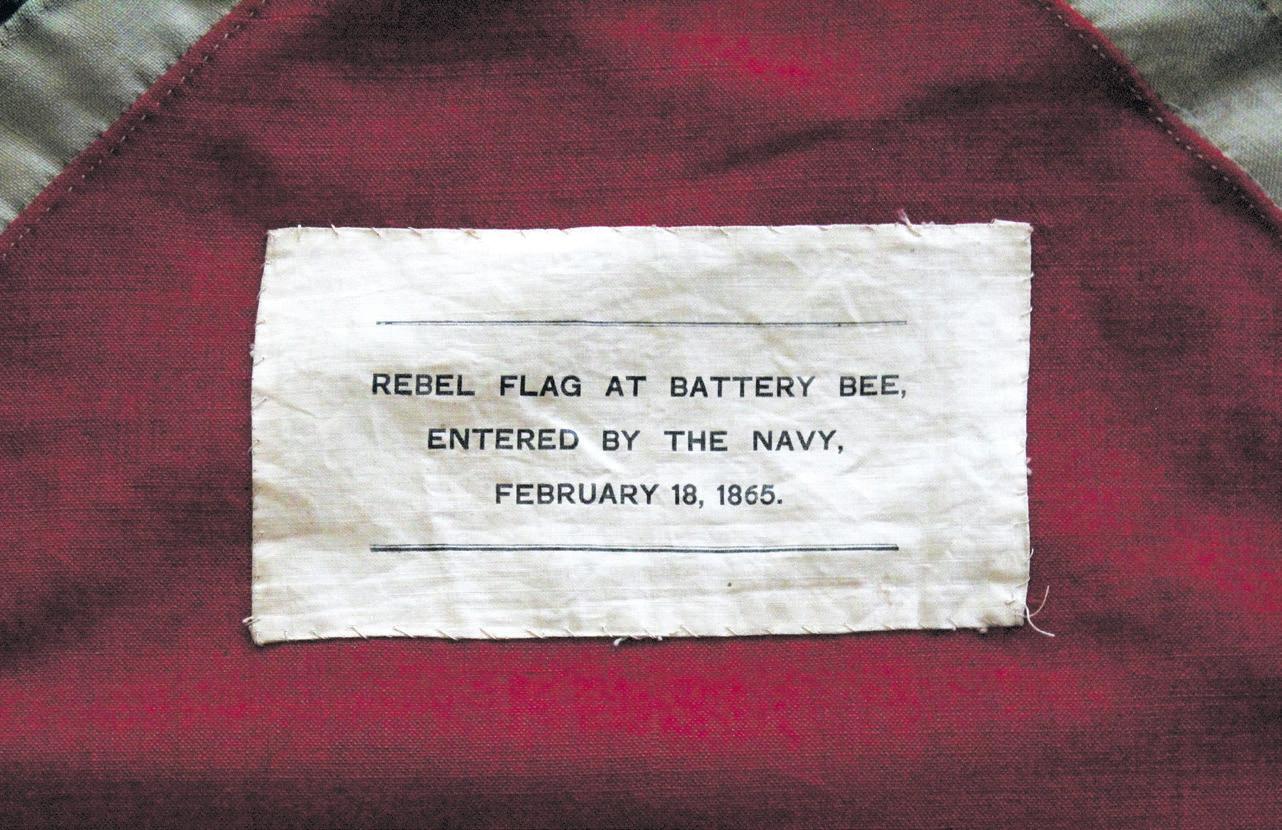 REBEL FLAG AT BATTERY BEE,
ENTERED BY THE NAVY,
FEBRUARY 18, 1865.